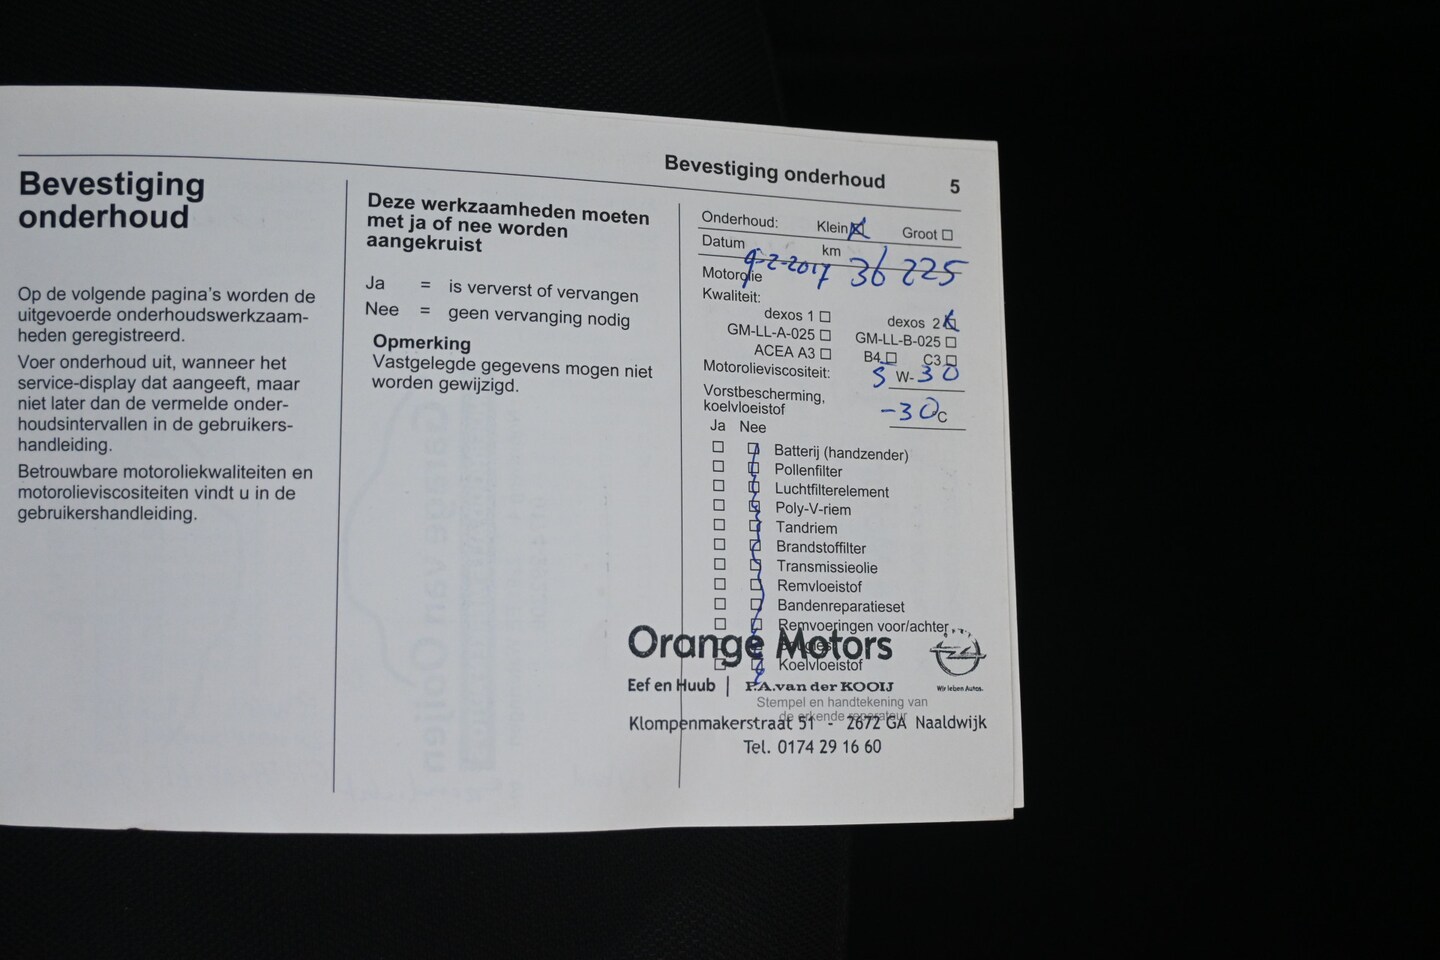 Bevestiging onderhoud 5
Bevestiging
onderhoud
Op de volgende pagina's worden de
uitgevoerde onderhoudswerkzaam-
heden geregistreerd.
Voer onderhoud uit, wanneer het
service-display dat aangeeft, maar
niet later dan de vermelde onder-
houdsintervallen in de gebruikers-
handleiding.
Betrouwbare motoroliekwaliteiten en
motorolieviscositeiten vindt u in de
gebruikershandleiding.
Deze werkzaamheden moeten
met ja of nee worden
aangekruist
Ja = is ververst of vervangen
Nee = geen vervanging nodig
Opmerking
Vastgelegde gegevens mogen niet
worden gewijzigd.
Onderhoud: Klein Groot
Datum 9-2-2017 km 36225
Motorolie
Kwaliteit:
dexos 1 dexos 2
GM-LL-A-025 GM-LL-B-025
ACEA A3 B4 C3
Motorolieviscositeit: 5 W-30
Vorstbescherming,
koelvloeistof -30 C
Ja Nee
Batterij (handzender)
Pollenfilter
Luchtfilterelement
Poly-V-riem
Tandriem
Brandstoffilter
Transmissieolie
Remvloeistof
Bandenreparatieset
Remvoeringen voor/achter
Bougies
Koelvloeistof
Orange Motors
Eef en Huub | P.A. van der KOOIJ
Wir leben Autos.
Stempel en handtekening van
de erkende reparateur
Klompenmakerstraat 51 - 2672 GA Naaldwijk
Tel. 0174 29 16 60